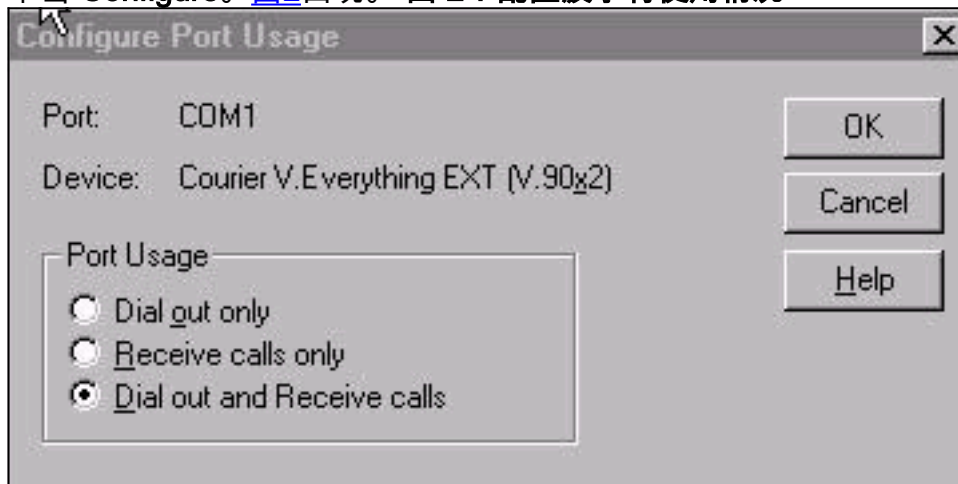 Configure Port Usage
Port: COM1
Device: Courier V.Everything EXT (V.90x2)
Port Usage
Dial out only
Receive calls only
Dial out and Receive calls
OK
Cancel
Help